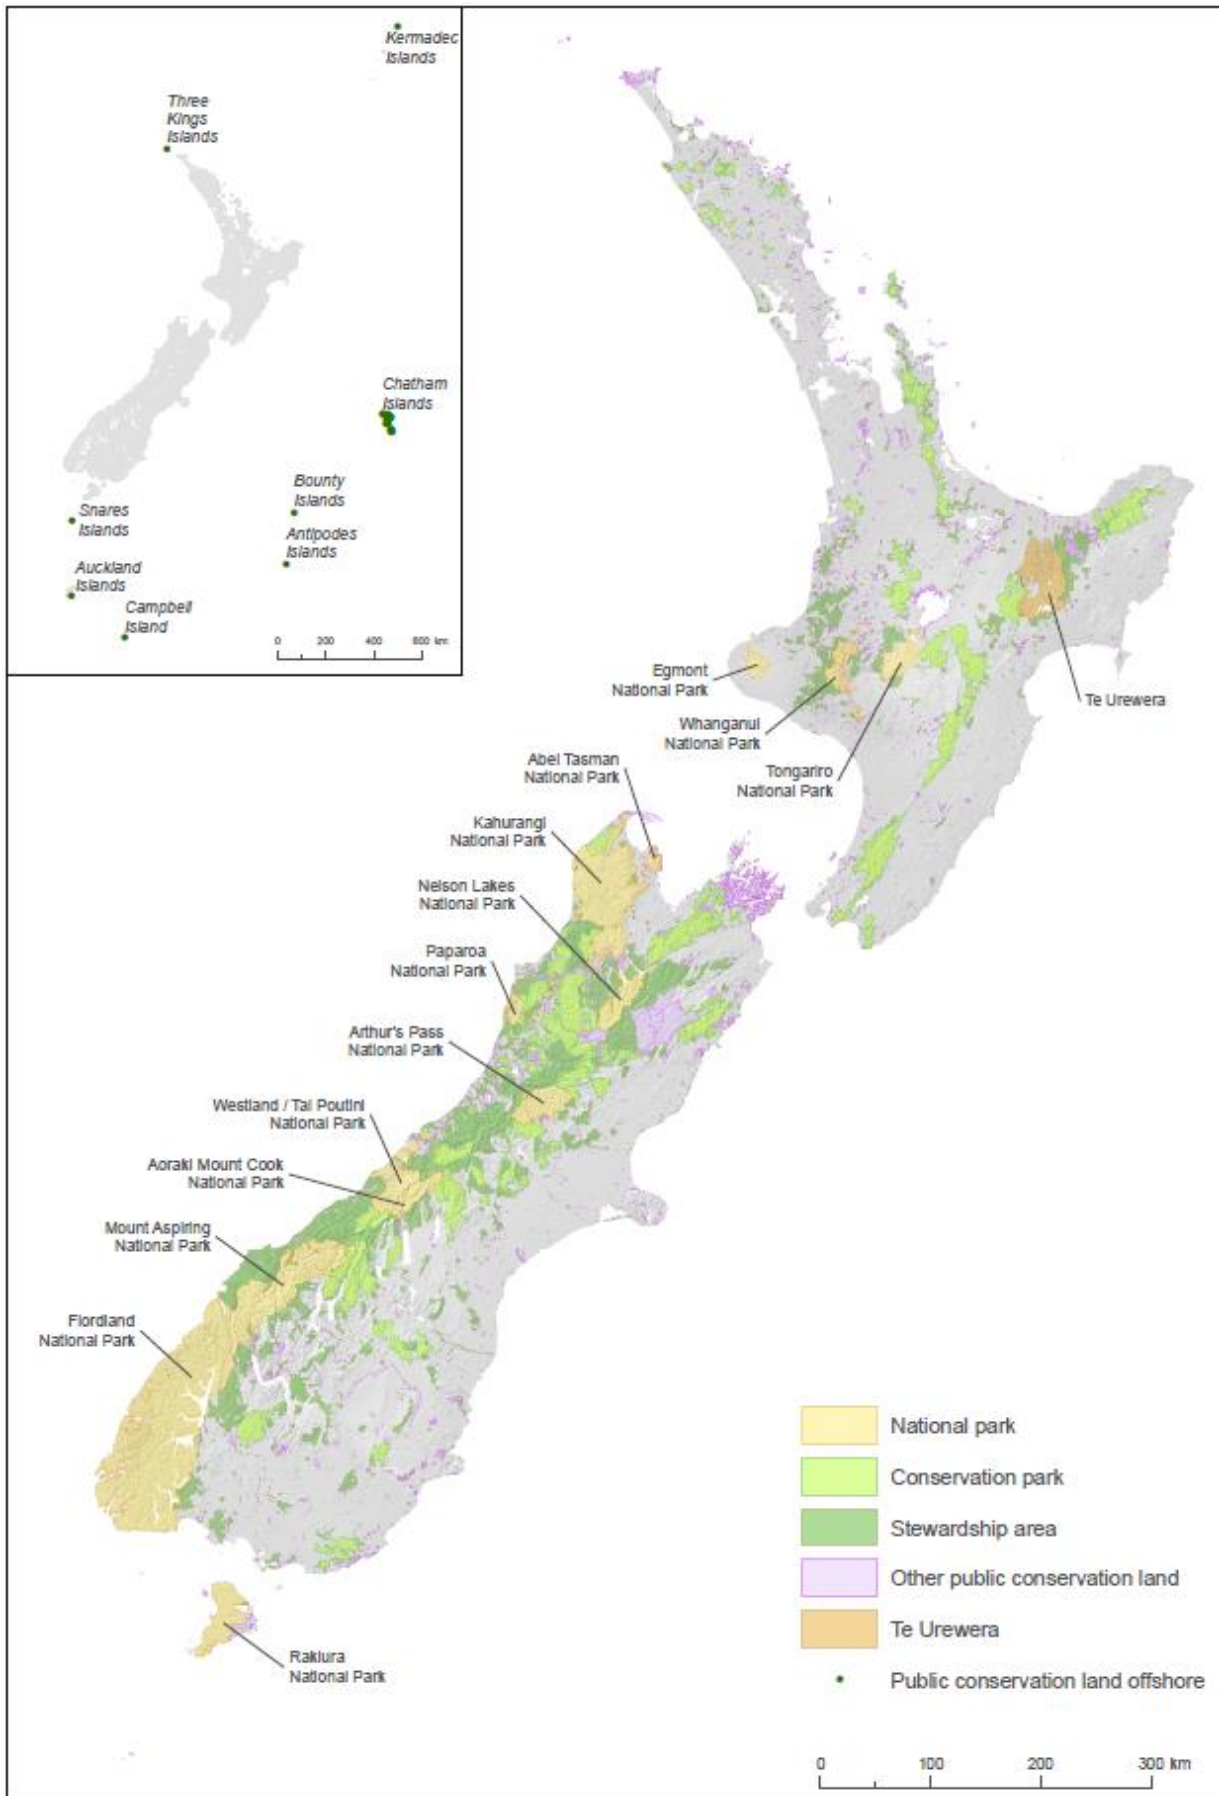 Kermadec
Islands
Three
Kings
Islands
Chatham
Islands
Bounty
Islands
Snares
Islands
Antipodes
Islands
Auckland
Islands
Campbell
Island
0 200 400 600 km
Egmont
National Park
Te Urewera
Whanganui
National Park
Abel Tasman
National Park
Tongariro
National Park
Kahurangi
National Park
Nelson Lakes
National Park
Paparoa
National Park
Arthur's Pass
National Park
Westland / Tai Poutini
National Park
Aoraki Mount Cook
National Park
Mount Aspiring
National Park
Fiordland
National Park
Rakiura
National Park
National park
Conservation park
Stewardship area
Other public conservation land
Te Urewera
Public conservation land offshore
0 100 200 300 km